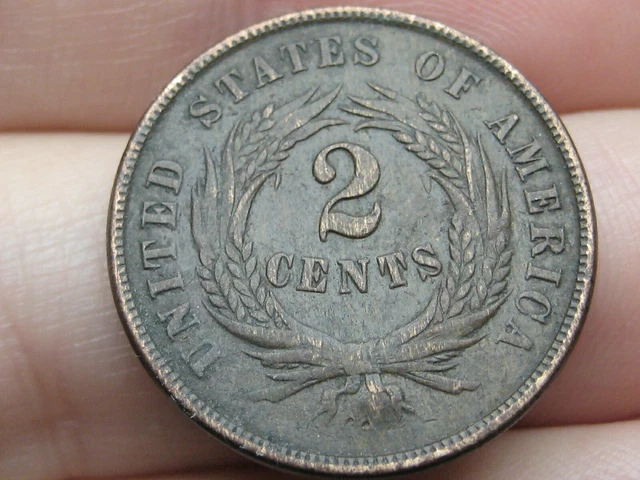 UNITED STATES OF AMERICA
2
CENTS